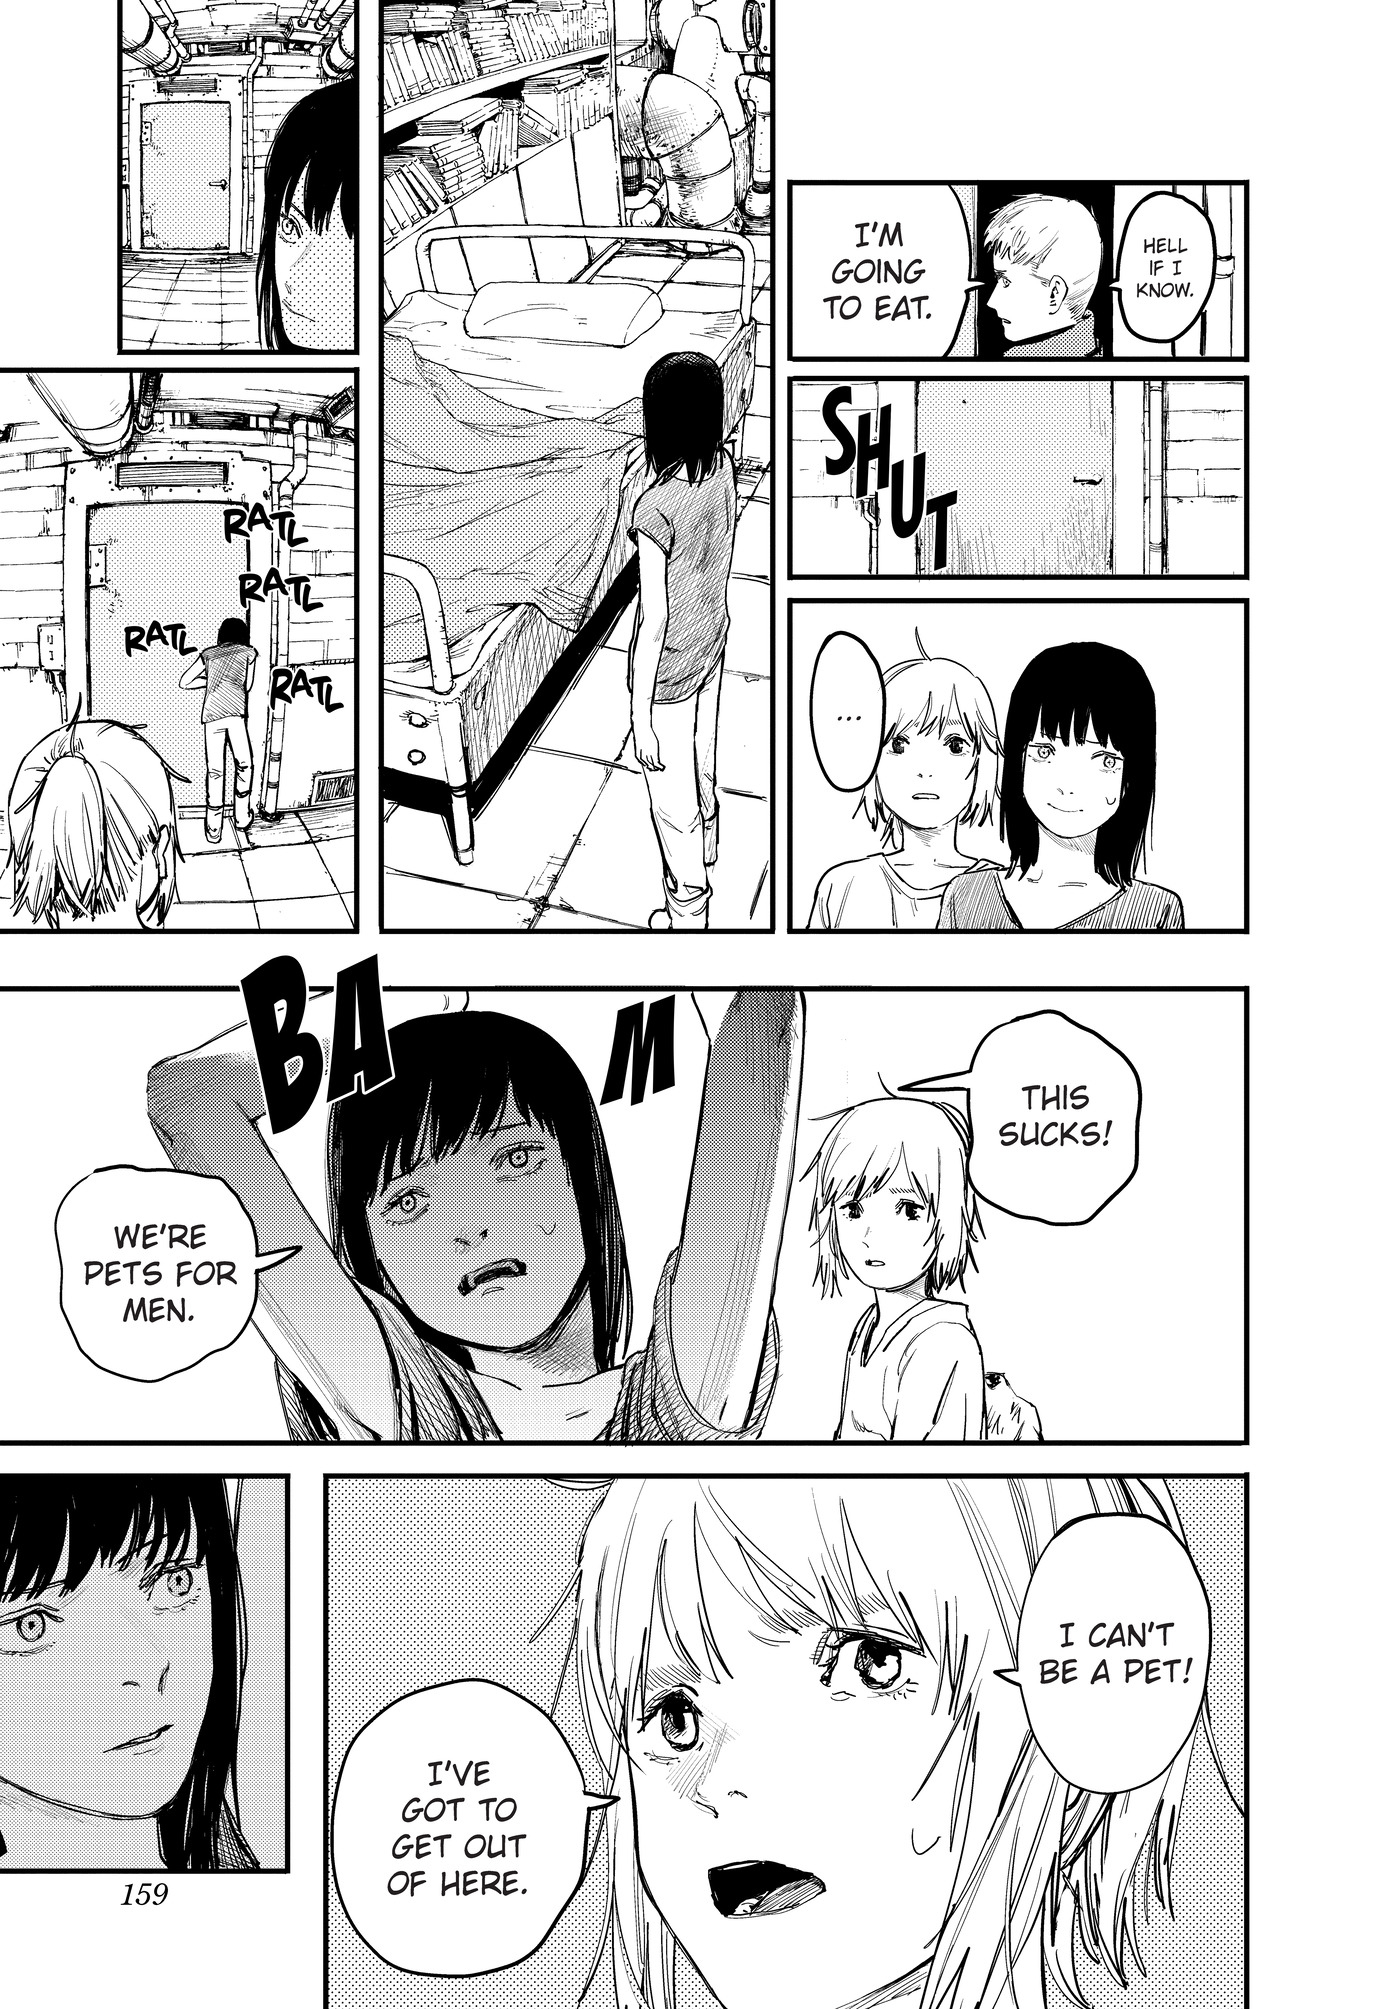 HELL
IF I
KNOW.
I'M
GOING
TO EAT.
SHUT
...
RATL
RATL
RATL
RATL
BAM
THIS
SUCKS!
WE'RE
PETS FOR
MEN.
I CAN'T
BE A PET!
I'VE
GOT TO
GET OUT
OF HERE.
159